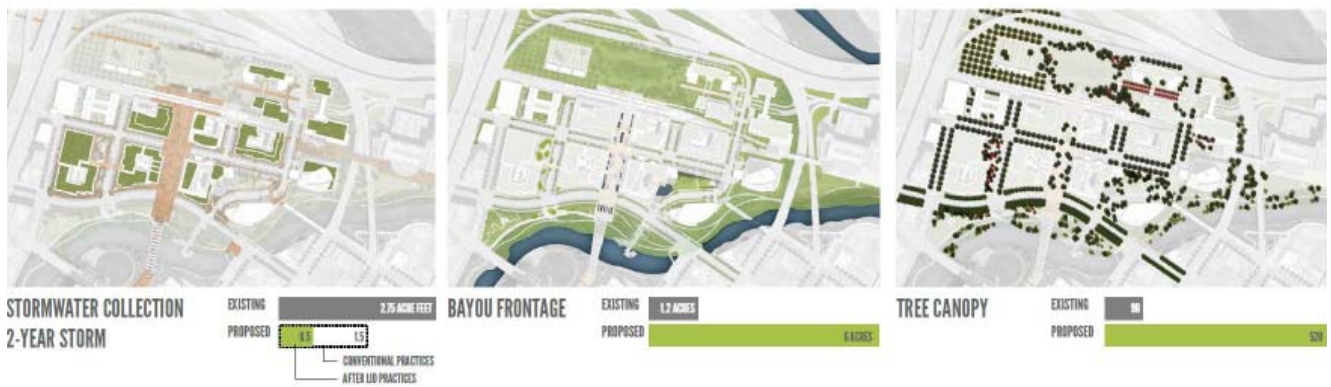 STORMWATER COLLECTION
2-YEAR STORM
EXISTING
2.75 ACRE FEET
PROPOSED
0.5
1.5
CONVENTIONAL PRACTICES
AFTER LID PRACTICES
BAYOU FRONTAGE
EXISTING
1.2 ACRES
PROPOSED
6 ACRES
TREE CANOPY
EXISTING
90
PROPOSED
520